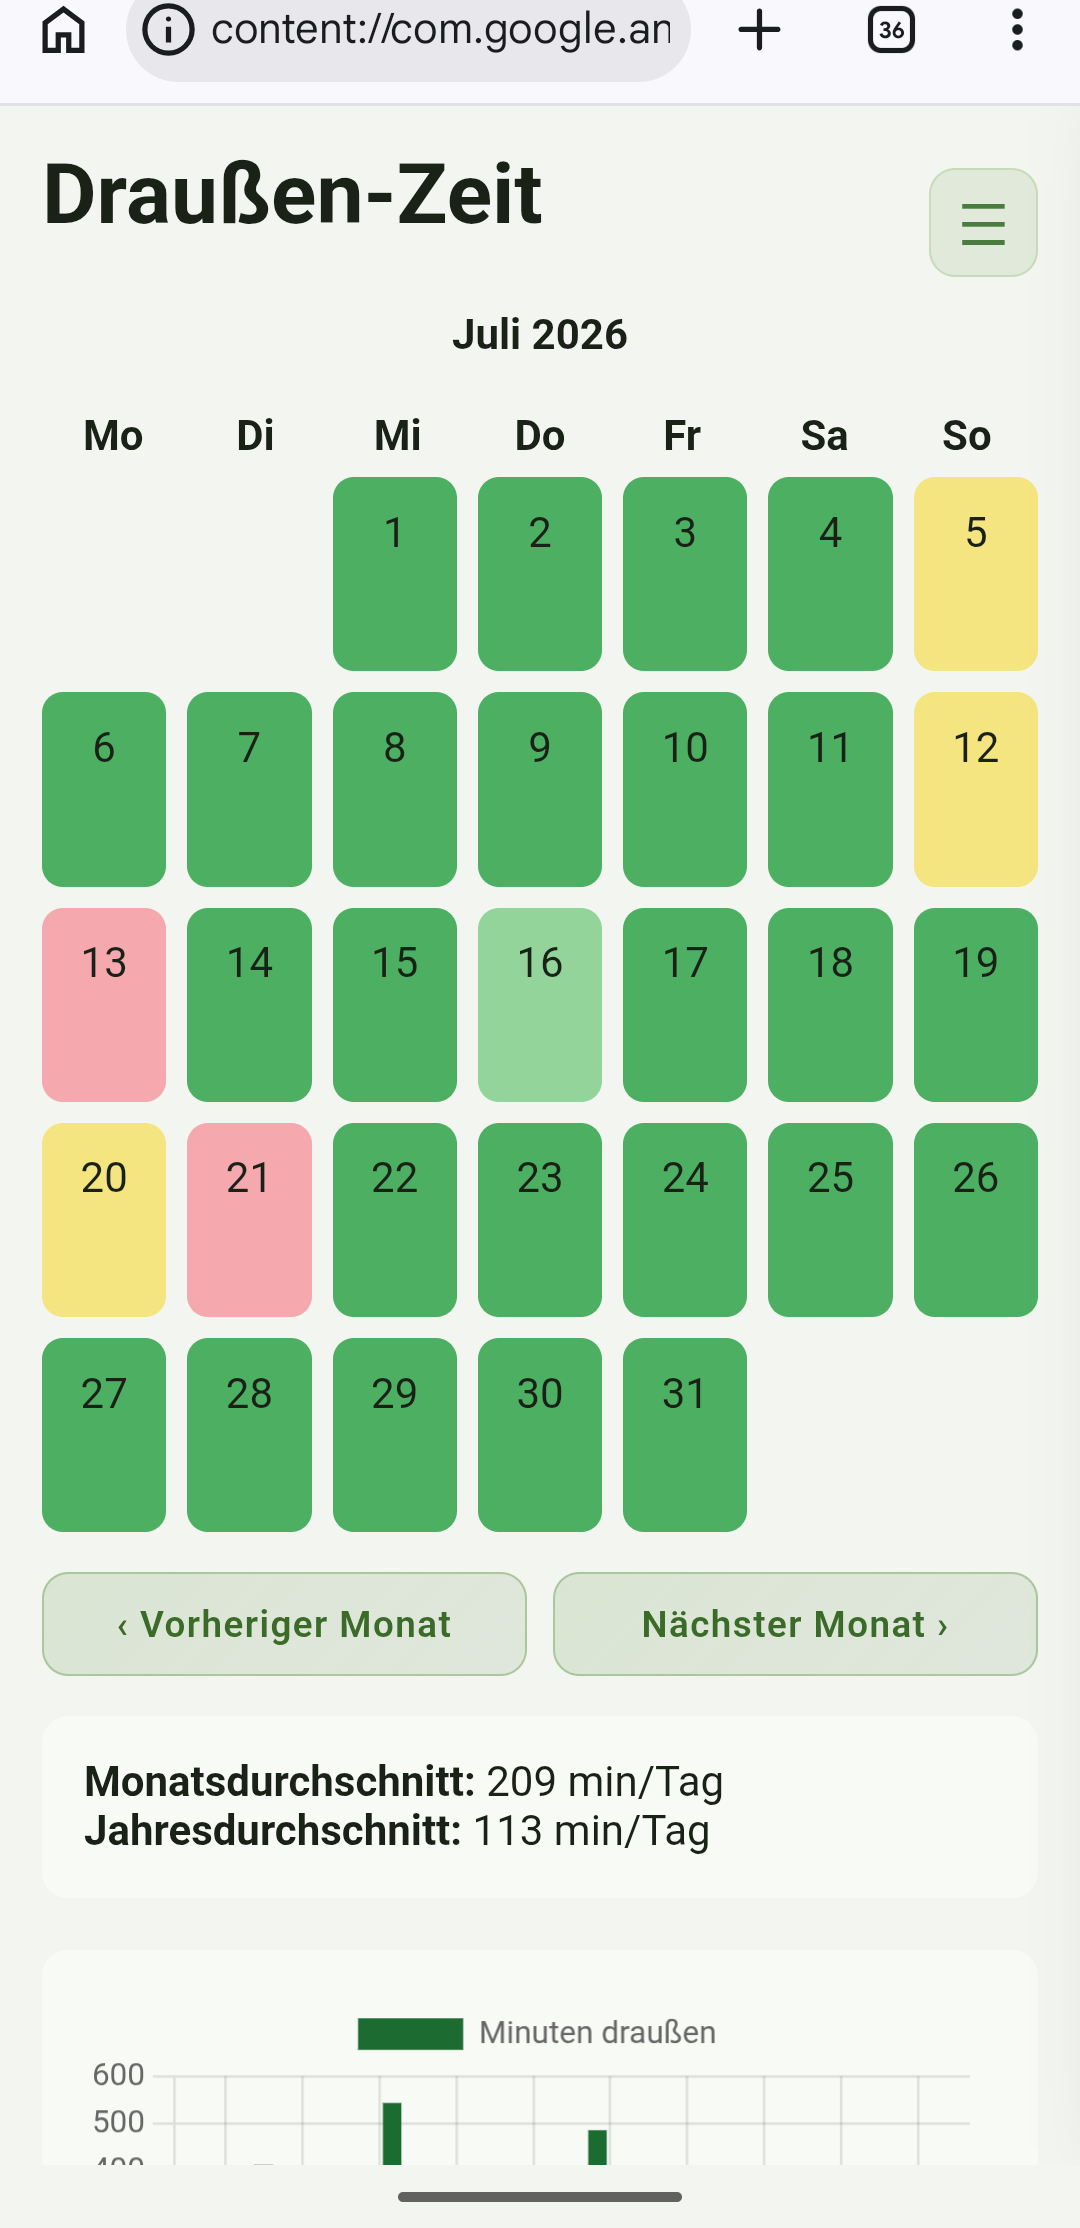 content://com.google.an
36
Draußen-Zeit
☰
Juli 2026
Mo Di Mi Do Fr Sa So
1 2 3 4 5
6 7 8 9 10 11 12
13 14 15 16 17 18 19
20 21 22 23 24 25 26
27 28 29 30 31
‹ Vorheriger Monat Nächster Monat ›
Monatsdurchschnitt: 209 min/Tag
Jahresdurchschnitt: 113 min/Tag
Minuten draußen
600
500
400